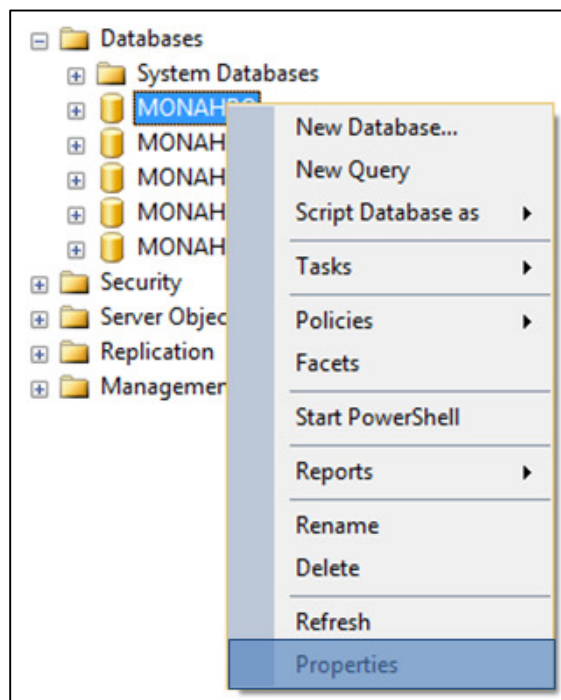 Databases
System Databases
MONAH
MONAH
MONAH
MONAH
MONAH
Security
Server Objec
Replication
Managemen
New Database...
New Query
Script Database as
Tasks
Policies
Facets
Start PowerShell
Reports
Rename
Delete
Refresh
Properties